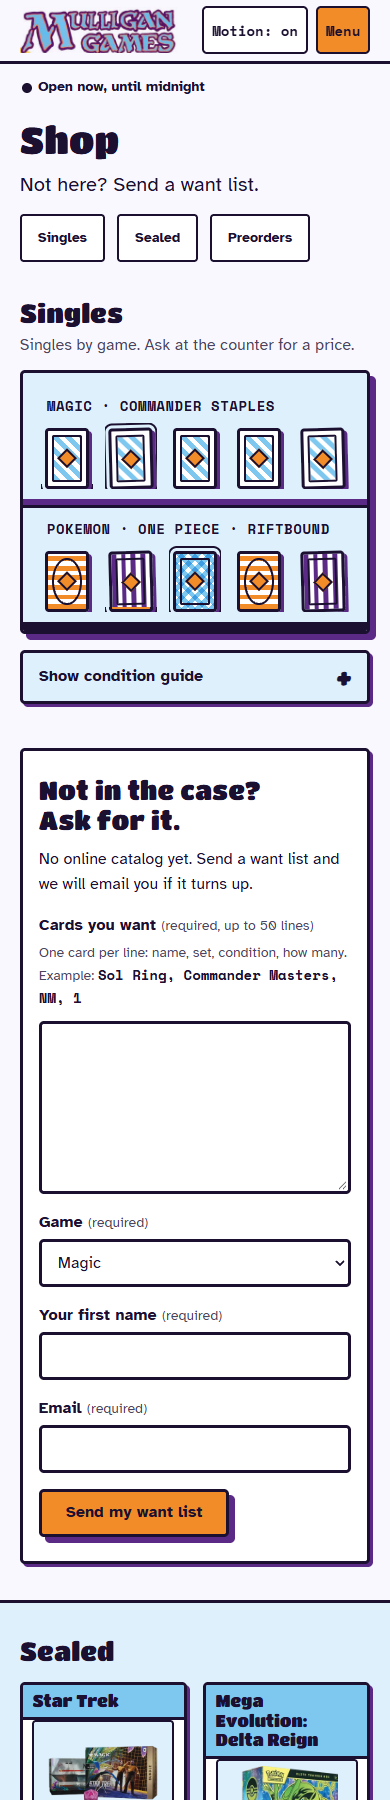 MULLIGAN
GAMES
Motion: on
Menu
Open now, until midnight
Shop
Not here? Send a want list.
Singles
Sealed
Preorders
Singles
Singles by game. Ask at the counter for a price.
MAGIC · COMMANDER STAPLES
POKEMON · ONE PIECE · RIFTBOUND
Show condition guide
Not in the case?
Ask for it.
No online catalog yet. Send a want list and
we will email you if it turns up.
Cards you want (required, up to 50 lines)
One card per line: name, set, condition, how many.
Example: Sol Ring, Commander Masters,
NM, 1
Game (required)
Magic
Your first name (required)
Email (required)
Send my want list
Sealed
Star Trek
Mega
Evolution:
Delta Reign